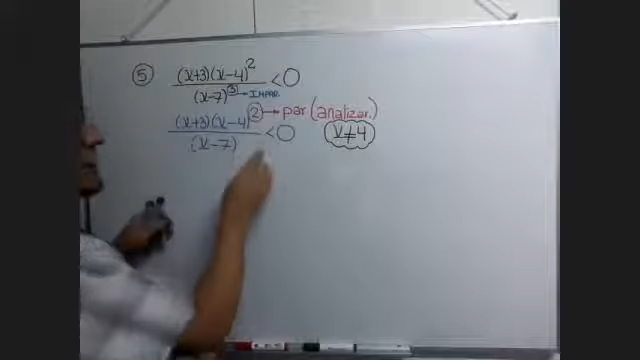 ⑤ (x+3)(x-4)² / (x-7)³ < 0
→ IMPAR
(x+3)(x-4)² / (x-7) < 0 → par (analizar.) x≠4